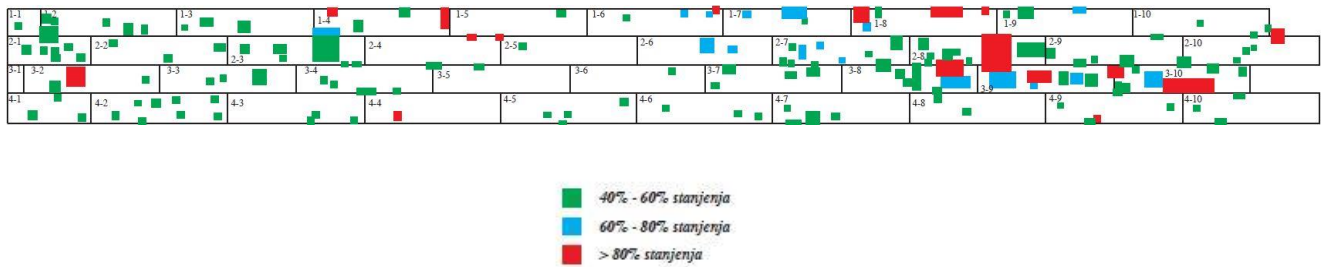 1-1 1-2 1-3 1-4 1-5 1-6 1-7 1-8 1-9 1-10
2-1 2-2 2-3 2-4 2-5 2-6 2-7 2-8 2-9 2-10
3-1 3-2 3-3 3-4 3-5 3-6 3-7 3-8 3-9 3-10
4-1 4-2 4-3 4-4 4-5 4-6 4-7 4-8 4-9 4-10
40% - 60% stanjenja
60% - 80% stanjenja
> 80% stanjenja